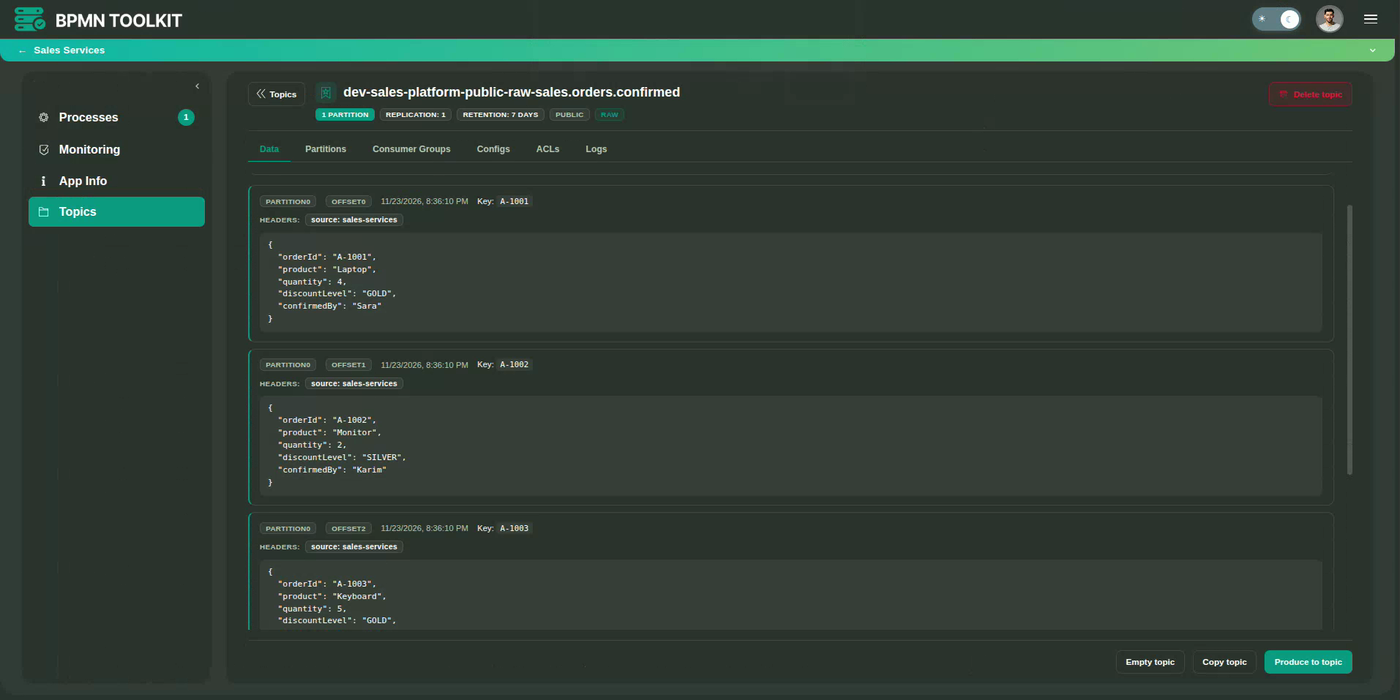 BPMN TOOLKIT
← Sales Services
Processes 1
Monitoring
App Info
Topics
Topics
dev-sales-platform-public-raw-sales.orders.confirmed
Delete topic
1 PARTITION REPLICATION: 1 RETENTION: 7 DAYS PUBLIC RAW
Data Partitions Consumer Groups Configs ACLs Logs
PARTITION0 OFFSET0 11/23/2026, 8:36:10 PM Key: A-1001
HEADERS: source: sales-services
{
"orderId": "A-1001",
"product": "Laptop",
"quantity": 4,
"discountLevel": "GOLD",
"confirmedBy": "Sara"
}
PARTITION0 OFFSET1 11/23/2026, 8:36:10 PM Key: A-1002
HEADERS: source: sales-services
{
"orderId": "A-1002",
"product": "Monitor",
"quantity": 2,
"discountLevel": "SILVER",
"confirmedBy": "Karim"
}
PARTITION0 OFFSET2 11/23/2026, 8:36:10 PM Key: A-1003
HEADERS: source: sales-services
{
"orderId": "A-1003",
"product": "Keyboard",
"quantity": 5,
"discountLevel": "GOLD",
Empty topic Copy topic Produce to topic